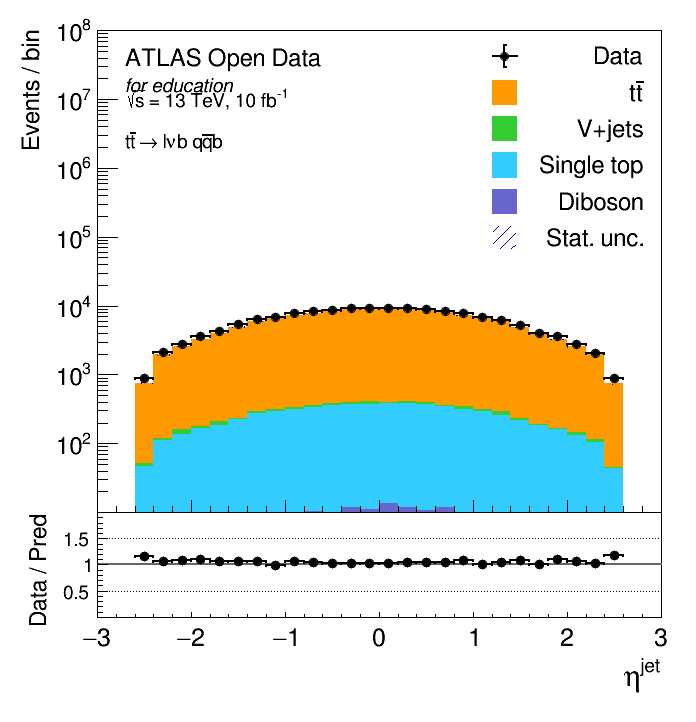 10⁸
Events / bin
ATLAS Open Data
for education
√s = 13 TeV, 10 fb⁻¹
tt̄ → lνb qq̄b
Data
tt̄
V+jets
Single top
Diboson
Stat. unc.
10⁷
10⁶
10⁵
10⁴
10³
10²
Data / Pred
1.5
1
0.5
−3 −2 −1 0 1 2 3
η^jet